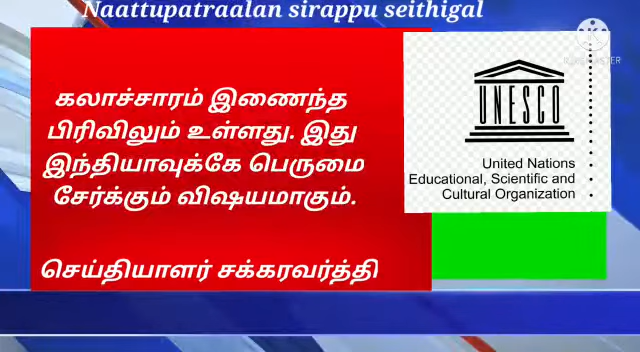 Naattupatraalan sirappu seithigal
கலாச்சாரம் இணைந்த
பிரிவிலும் உள்ளது. இது
இந்தியாவுக்கே பெருமை
சேர்க்கும் விஷயமாகும்.
செய்தியாளர் சக்கரவர்த்தி
UNESCO
United Nations
Educational, Scientific and
Cultural Organization